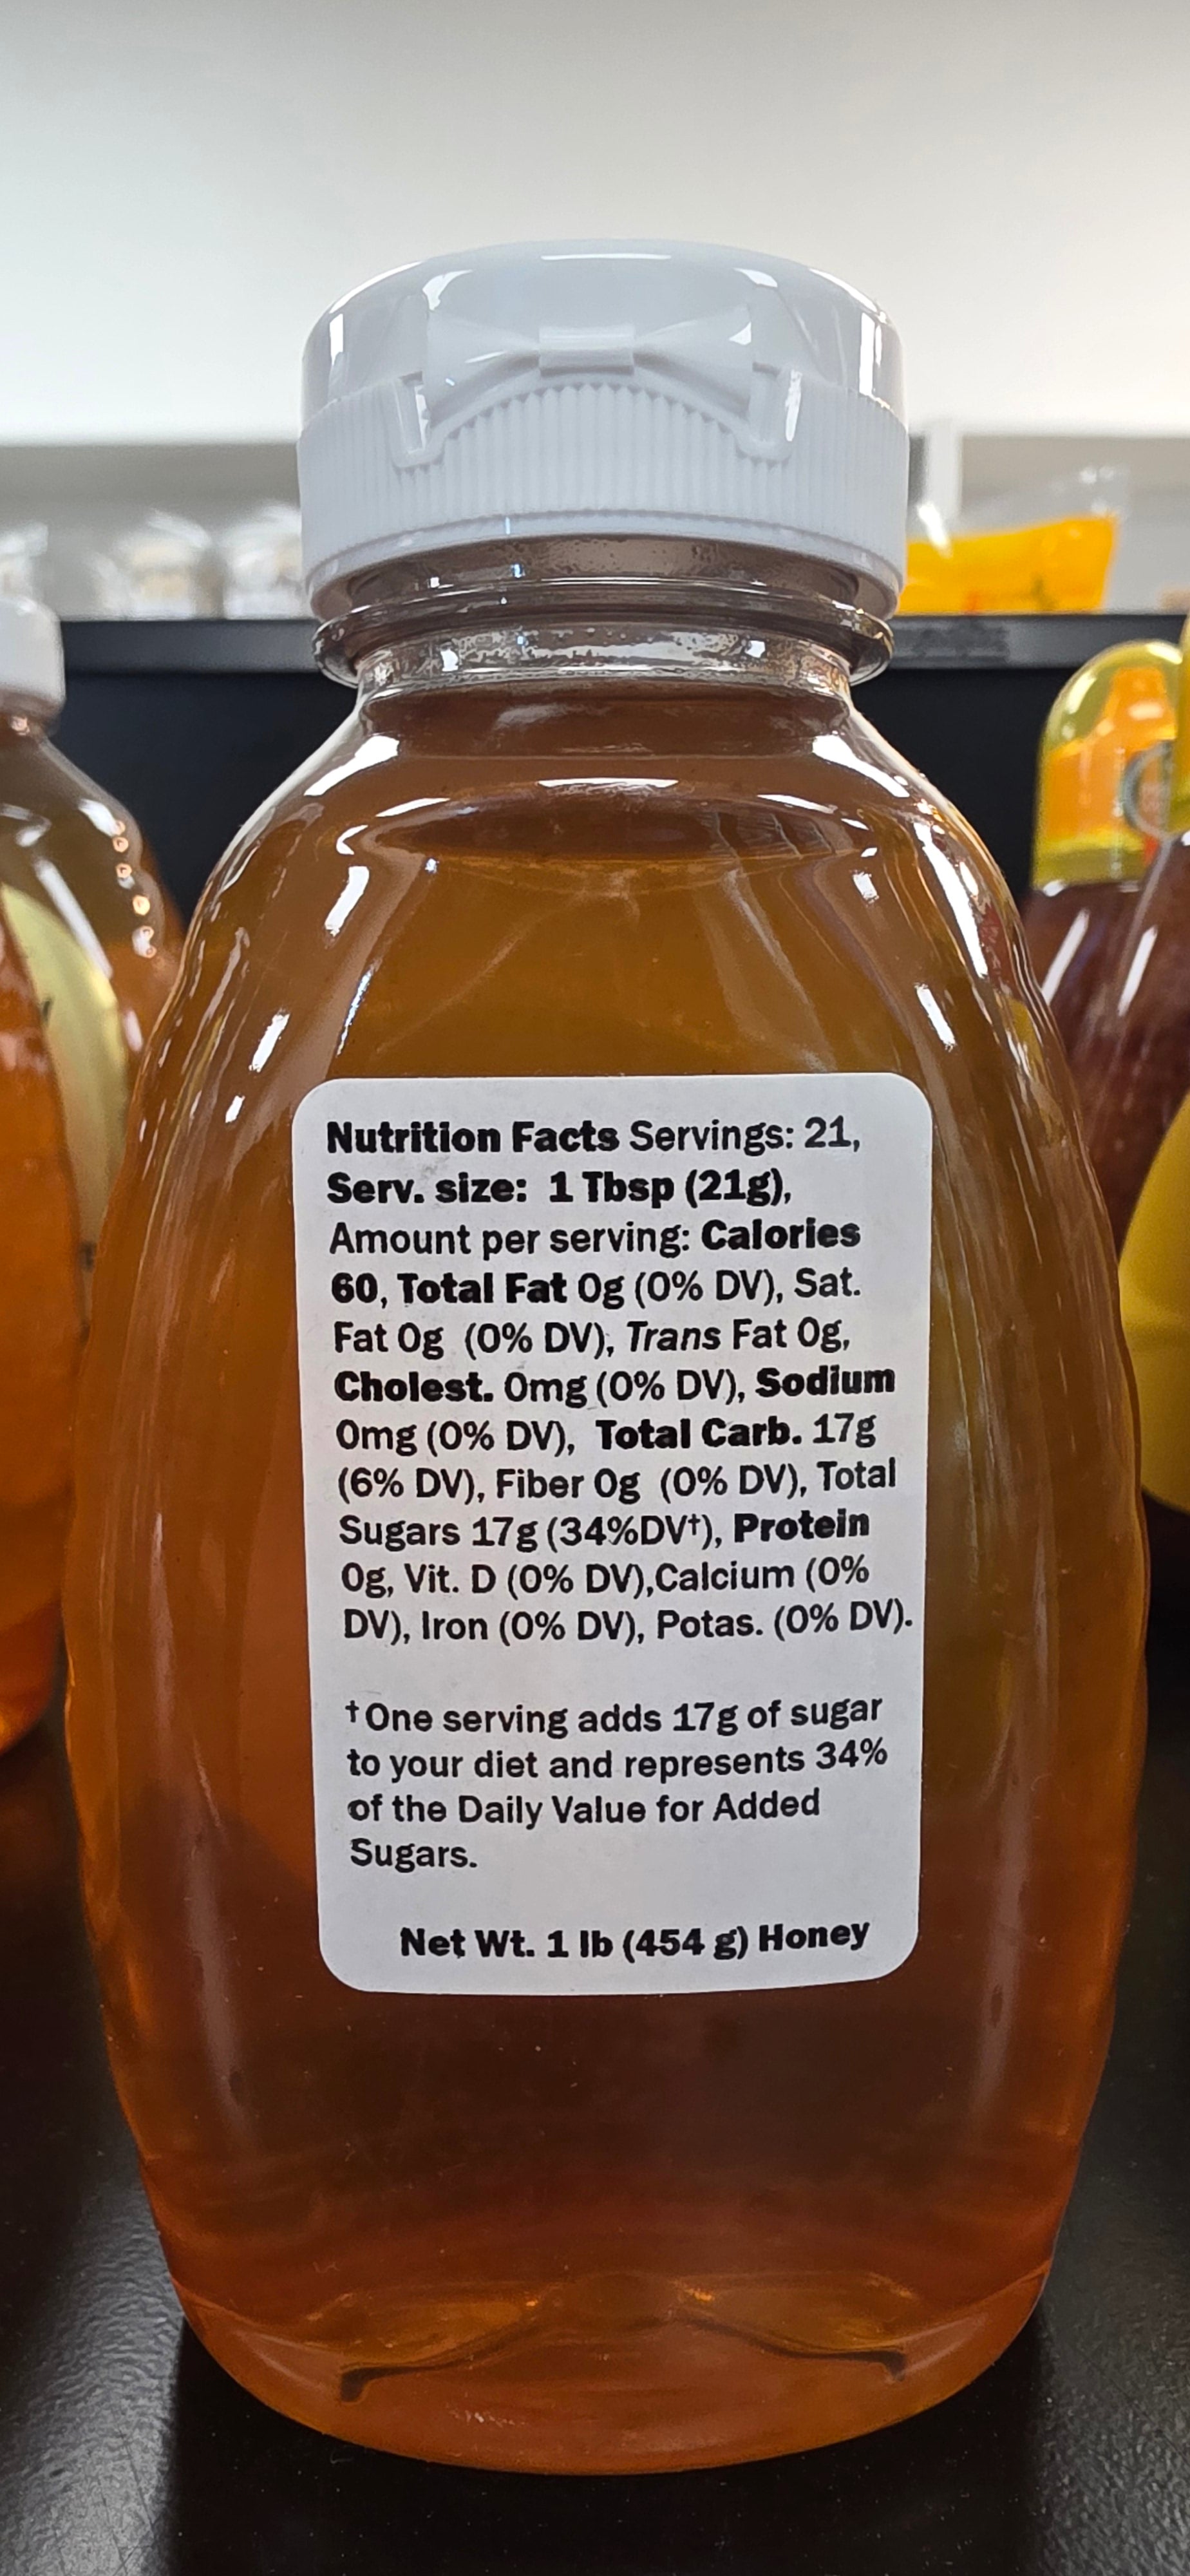 Nutrition Facts Servings: 21,
Serv. size: 1 Tbsp (21g),
Amount per serving: Calories
60, Total Fat 0g (0% DV), Sat.
Fat 0g (0% DV), Trans Fat 0g,
Cholest. 0mg (0% DV), Sodium
0mg (0% DV), Total Carb. 17g
(6% DV), Fiber 0g (0% DV), Total
Sugars 17g (34%DV†), Protein
0g, Vit. D (0% DV),Calcium (0%
DV), Iron (0% DV), Potas. (0% DV).
†One serving adds 17g of sugar
to your diet and represents 34%
of the Daily Value for Added
Sugars.
Net Wt. 1 lb (454 g) Honey